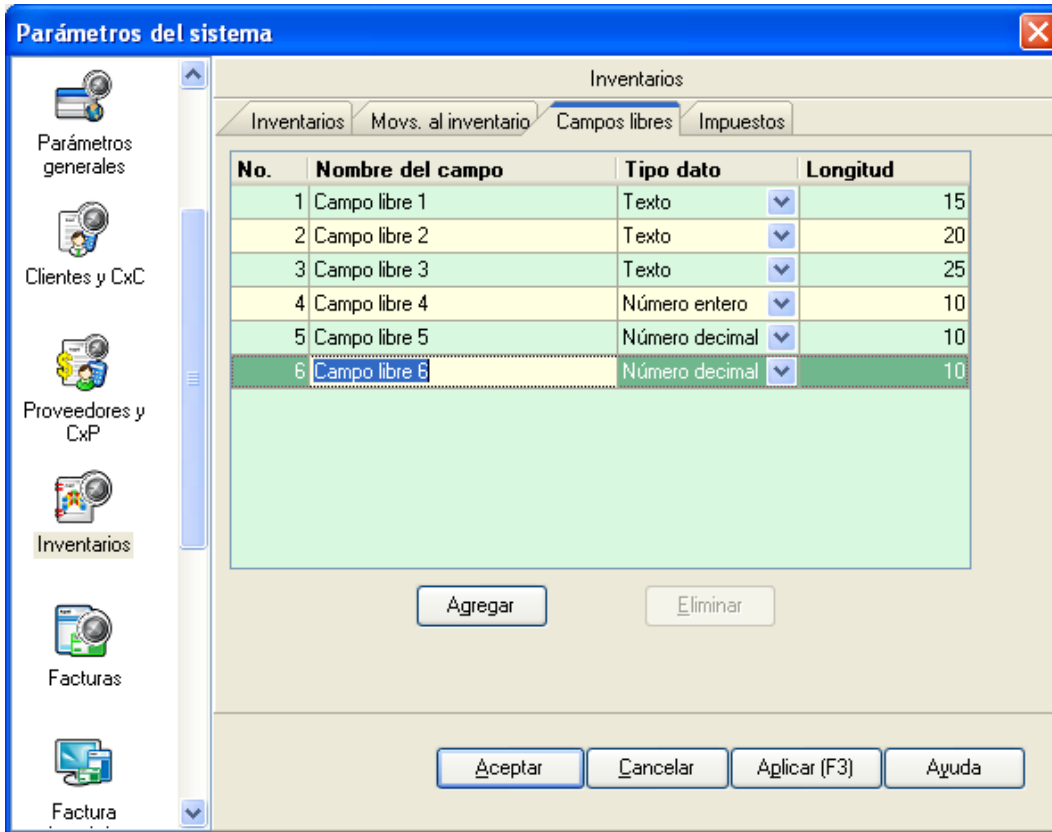 Parámetros del sistema
Parámetros
generales
Clientes y CxC
Proveedores y
CxP
Inventarios
Facturas
Factura
Inventarios
Inventarios Movs. al inventario Campos libres Impuestos
No. Nombre del campo Tipo dato Longitud
1 Campo libre 1 Texto 15
2 Campo libre 2 Texto 20
3 Campo libre 3 Texto 25
4 Campo libre 4 Número entero 10
5 Campo libre 5 Número decimal 10
6 Campo libre 6 Número decimal 10
Agregar Eliminar
Aceptar Cancelar Aplicar (F3) Ayuda